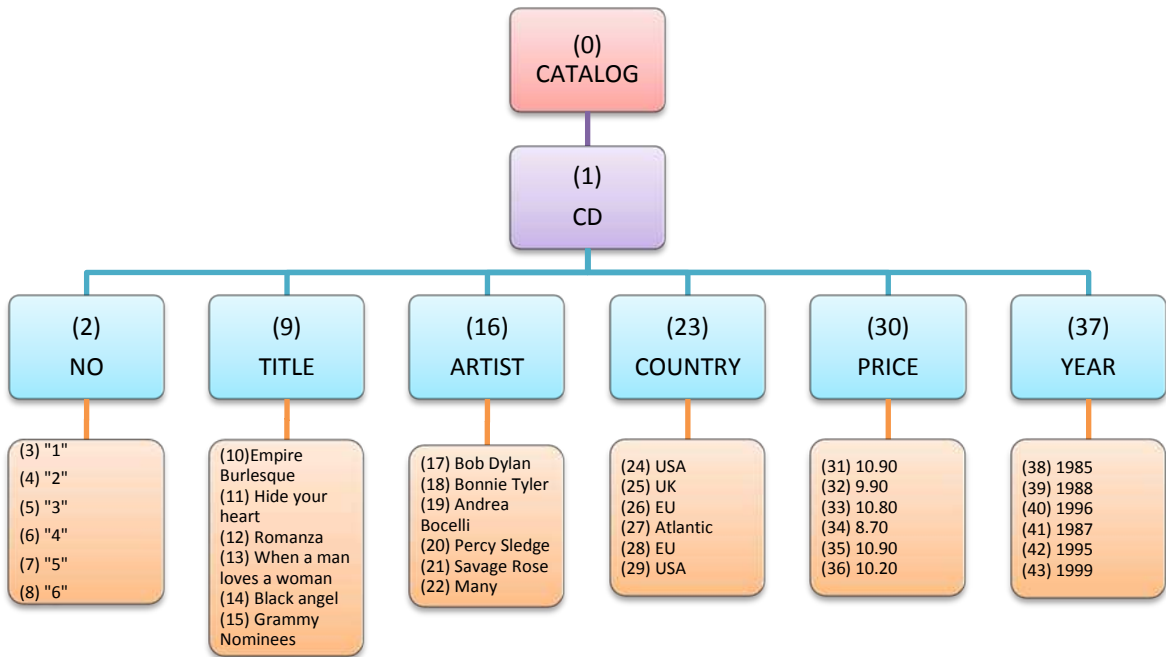 (0)
CATALOG
(1)
CD
(2)
NO
(9)
TITLE
(16)
ARTIST
(23)
COUNTRY
(30)
PRICE
(37)
YEAR
(3) "1"
(4) "2"
(5) "3"
(6) "4"
(7) "5"
(8) "6"
(10)Empire
Burlesque
(11) Hide your
heart
(12) Romanza
(13) When a man
loves a woman
(14) Black angel
(15) Grammy
Nominees
(17) Bob Dylan
(18) Bonnie Tyler
(19) Andrea
Bocelli
(20) Percy Sledge
(21) Savage Rose
(22) Many
(24) USA
(25) UK
(26) EU
(27) Atlantic
(28) EU
(29) USA
(31) 10.90
(32) 9.90
(33) 10.80
(34) 8.70
(35) 10.90
(36) 10.20
(38) 1985
(39) 1988
(40) 1996
(41) 1987
(42) 1995
(43) 1999